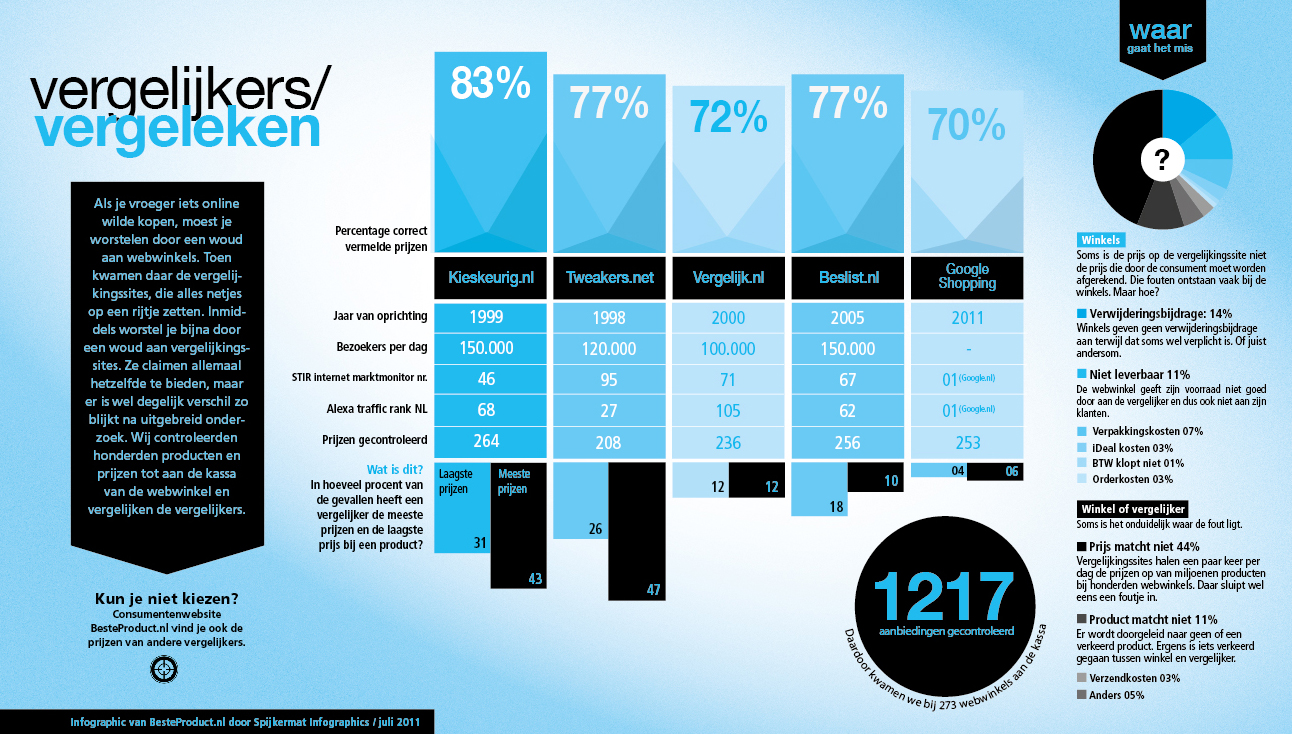 vergelijkers/
vergeleken
Als je vroeger iets online
wilde kopen, moest je
worstelen door een woud
aan webwinkels. Toen
kwamen daar de vergelij-
kingssites, die alles netjes
op een rijtje zetten. Inmid-
dels worstel je bijna door
een woud aan vergelijkings-
sites. Ze claimen allemaal
hetzelfde te bieden, maar
er is wel degelijk verschil zo
blijkt na uitgebreid onder-
zoek. Wij controleerden
honderden producten en
prijzen tot aan de kassa
van de webwinkel en
vergelijken de vergelijkers.
Kun je niet kiezen?
Consumentenwebsite
BesteProduct.nl vind je ook de
prijzen van andere vergelijkers.
Infographic van BesteProduct.nl door Spijkermat Infographics / juli 2011
83% 77% 72% 77% 70%
Percentage correct
vermelde prijzen
Kieskeurig.nl Tweakers.net Vergelijk.nl Beslist.nl Google
Shopping
Jaar van oprichting 1999 1998 2000 2005 2011
Bezoekers per dag 150.000 120.000 100.000 150.000 -
STIR internet marktmonitor nr. 46 95 71 67 01 (Google.nl)
Alexa traffic rank NL 68 27 105 62 01 (Google.nl)
Prijzen gecontroleerd 264 208 236 256 253
Wat is dit?
In hoeveel procent van
de gevallen heeft een
vergelijker de meeste
prijzen en de laagste
prijs bij een product?
Laagste
prijzen
Meeste
prijzen
31 43 26 47 12 12 18 10 04 06
1217
aanbiedingen gecontroleerd
Daardoor kwamen we bij 273 webwinkels aan de kassa
waar
gaat het mis
?
Winkels
Soms is de prijs op de vergelijkingssite niet
de prijs die door de consument moet worden
afgerekend. Die fouten ontstaan vaak bij de
winkels. Maar hoe?
Verwijderingsbijdrage: 14%
Winkels geven geen verwijderingsbijdrage
aan terwijl dat soms wel verplicht is. Of juist
andersom.
Niet leverbaar 11%
De webwinkel geeft zijn voorraad niet goed
door aan de vergelijker en dus ook niet aan zijn
klanten.
Verpakkingskosten 07%
iDeal kosten 03%
BTW klopt niet 01%
Orderkosten 03%
Winkel of vergelijker
Soms is het onduidelijk waar de fout ligt.
Prijs matcht niet 44%
Vergelijkingssites halen een paar keer per
dag de prijzen op van miljoenen producten
bij honderden webwinkels. Daar sluipt wel
eens een foutje in.
Product matcht niet 11%
Er wordt doorgeleid naar geen of een
verkeerd product. Ergens is iets verkeerd
gegaan tussen winkel en vergelijker.
Verzendkosten 03%
Anders 05%